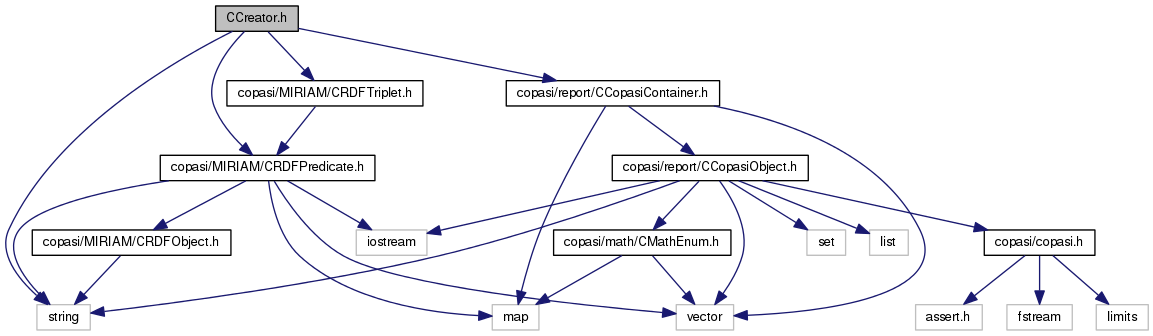 CCreator.h
copasi/MIRIAM/CRDFTriplet.h
copasi/report/CCopasiContainer.h
copasi/MIRIAM/CRDFPredicate.h
copasi/report/CCopasiObject.h
copasi/MIRIAM/CRDFObject.h
iostream
copasi/math/CMathEnum.h
set
list
copasi/copasi.h
string
map
vector
assert.h
fstream
limits